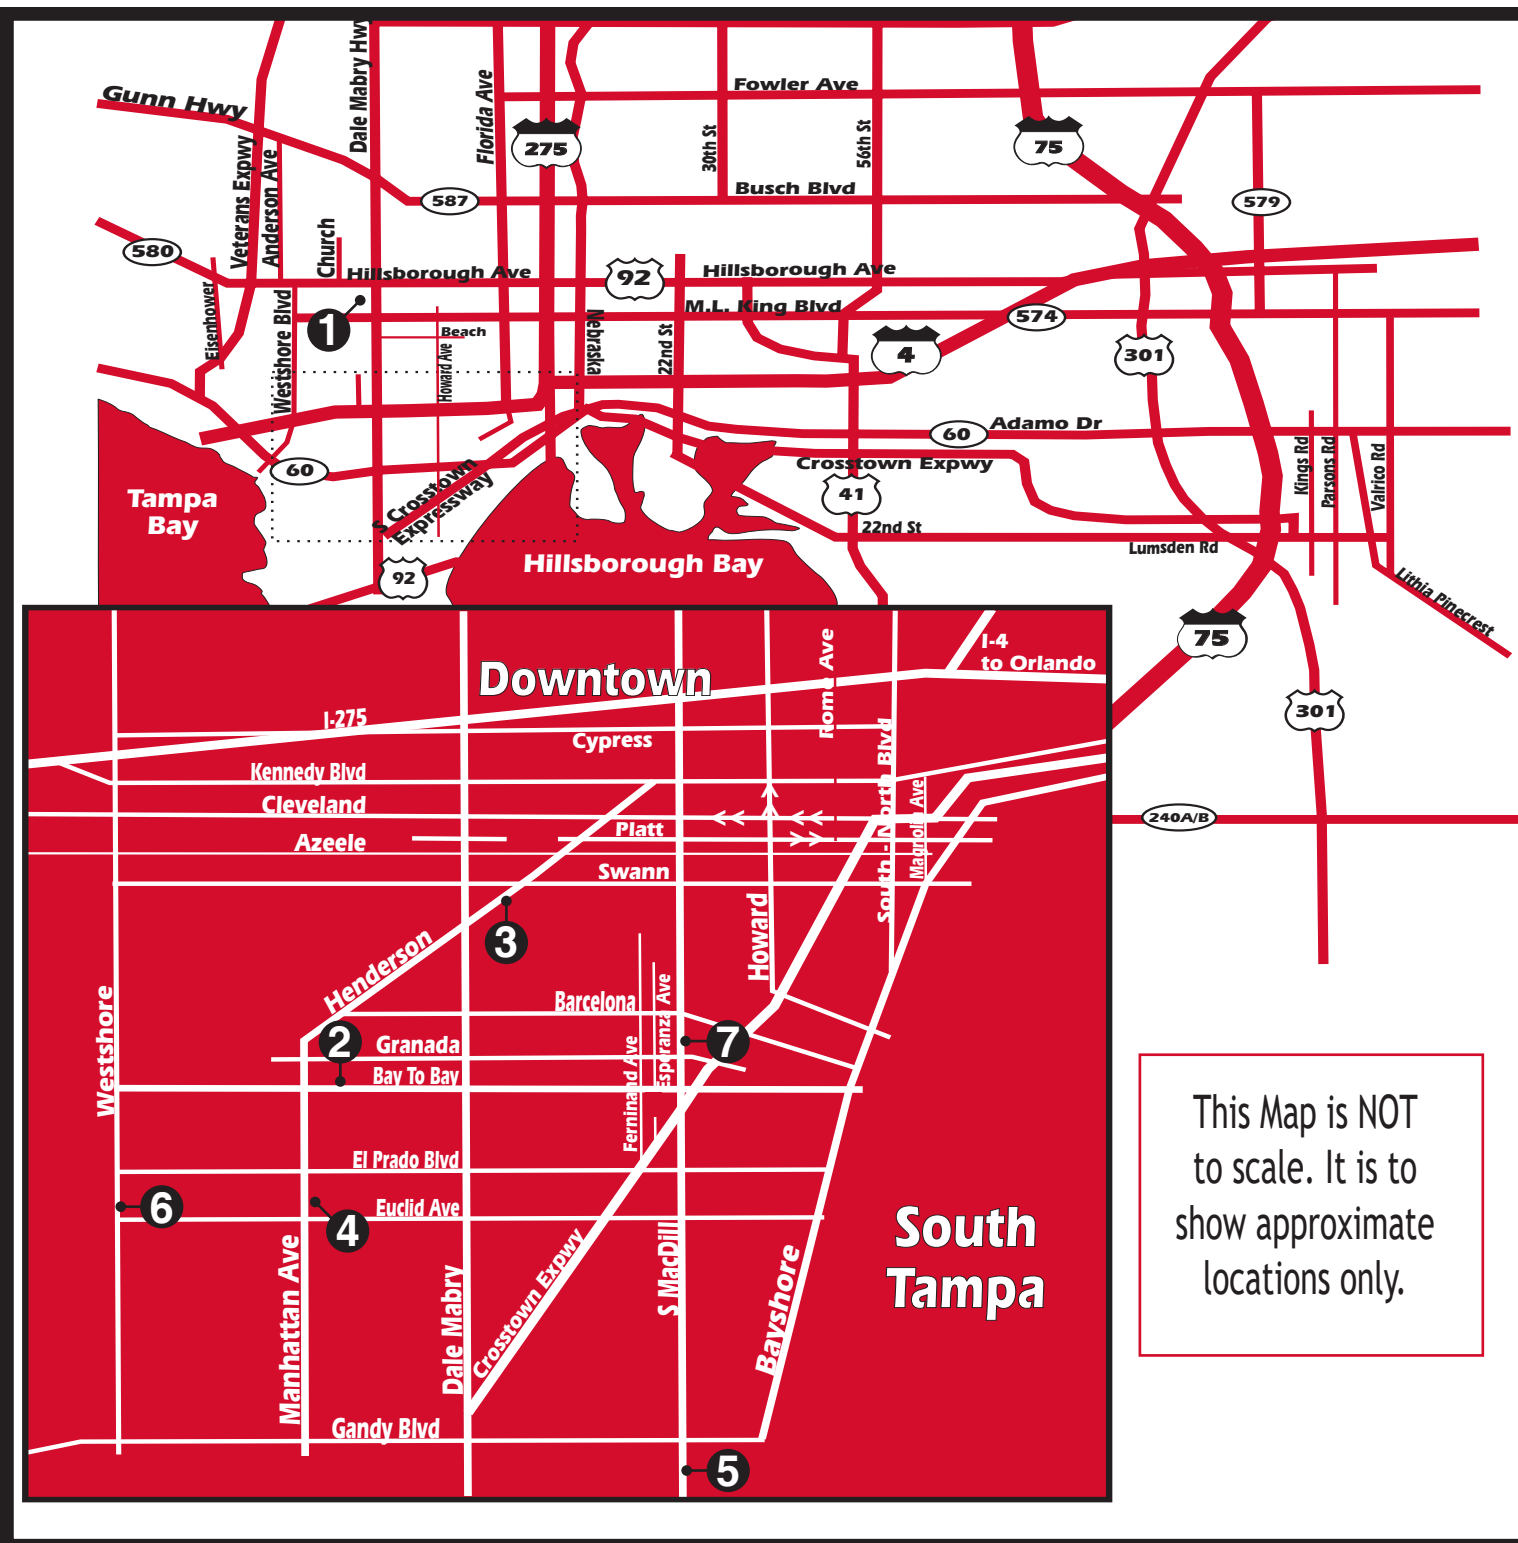 Gunn Hwy
Veterans Expwy
Anderson Ave
Dale Mabry Hwy
Florida Ave
275
Fowler Ave
30th St
56th St
75
587
Busch Blvd
579
580
Church
Hillsborough Ave
92
Hillsborough Ave
Eisenhower
Westshore Blvd
1
M.L. King Blvd
574
Beach
Howard Ave
Nebraska
22nd St
4
301
60
Adamo Dr
60
Crosstown Expwy
Kings Rd
Parsons Rd
Valrico Rd
S Crosstown
Expressway
41
22nd St
Lumsden Rd
Tampa
Bay
Hillsborough Bay
92
Lithia Pinecrest
75
301
240A/B
Downtown
I-4
to Orlando
Rome Ave
I-275
Cypress
South - North Blvd
Kennedy Blvd
Cleveland
Magnolia Ave
Platt
Azeele
Swann
Howard
3
Henderson
Westshore
Barcelona
Esperanza Ave
Ferninand Ave
2
7
Granada
Bay To Bay
El Prado Blvd
6
4
Euclid Ave
Manhattan Ave
Dale Mabry
Crosstown Expwy
S MacDill
Bayshore
South
Tampa
Gandy Blvd
5
This Map is NOT
to scale. It is to
show approximate
locations only.